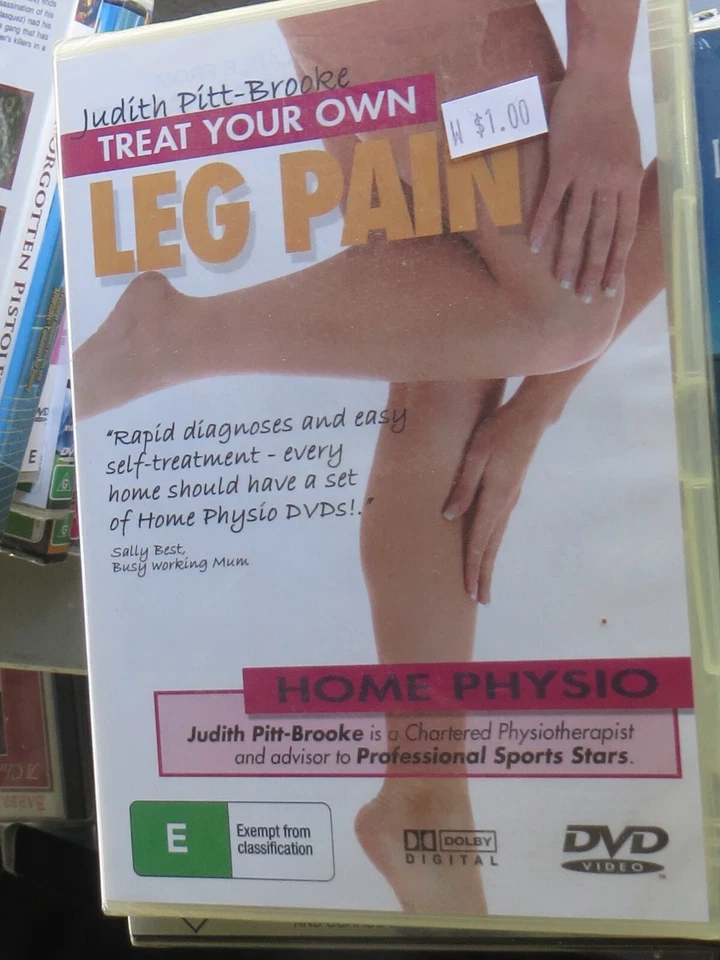 Judith Pitt-Brooke
TREAT YOUR OWN
W $1.00
LEG PAIN
"Rapid diagnoses and easy
self-treatment - every
home should have a set
of Home Physio DVDs!."
Sally Best,
Busy working Mum
HOME PHYSIO
Judith Pitt-Brooke is a Chartered Physiotherapist
and advisor to Professional Sports Stars.
E
Exempt from
classification
DOLBY
DIGITAL
DVD
VIDEO
ORGOTTEN PISTOL
E
G